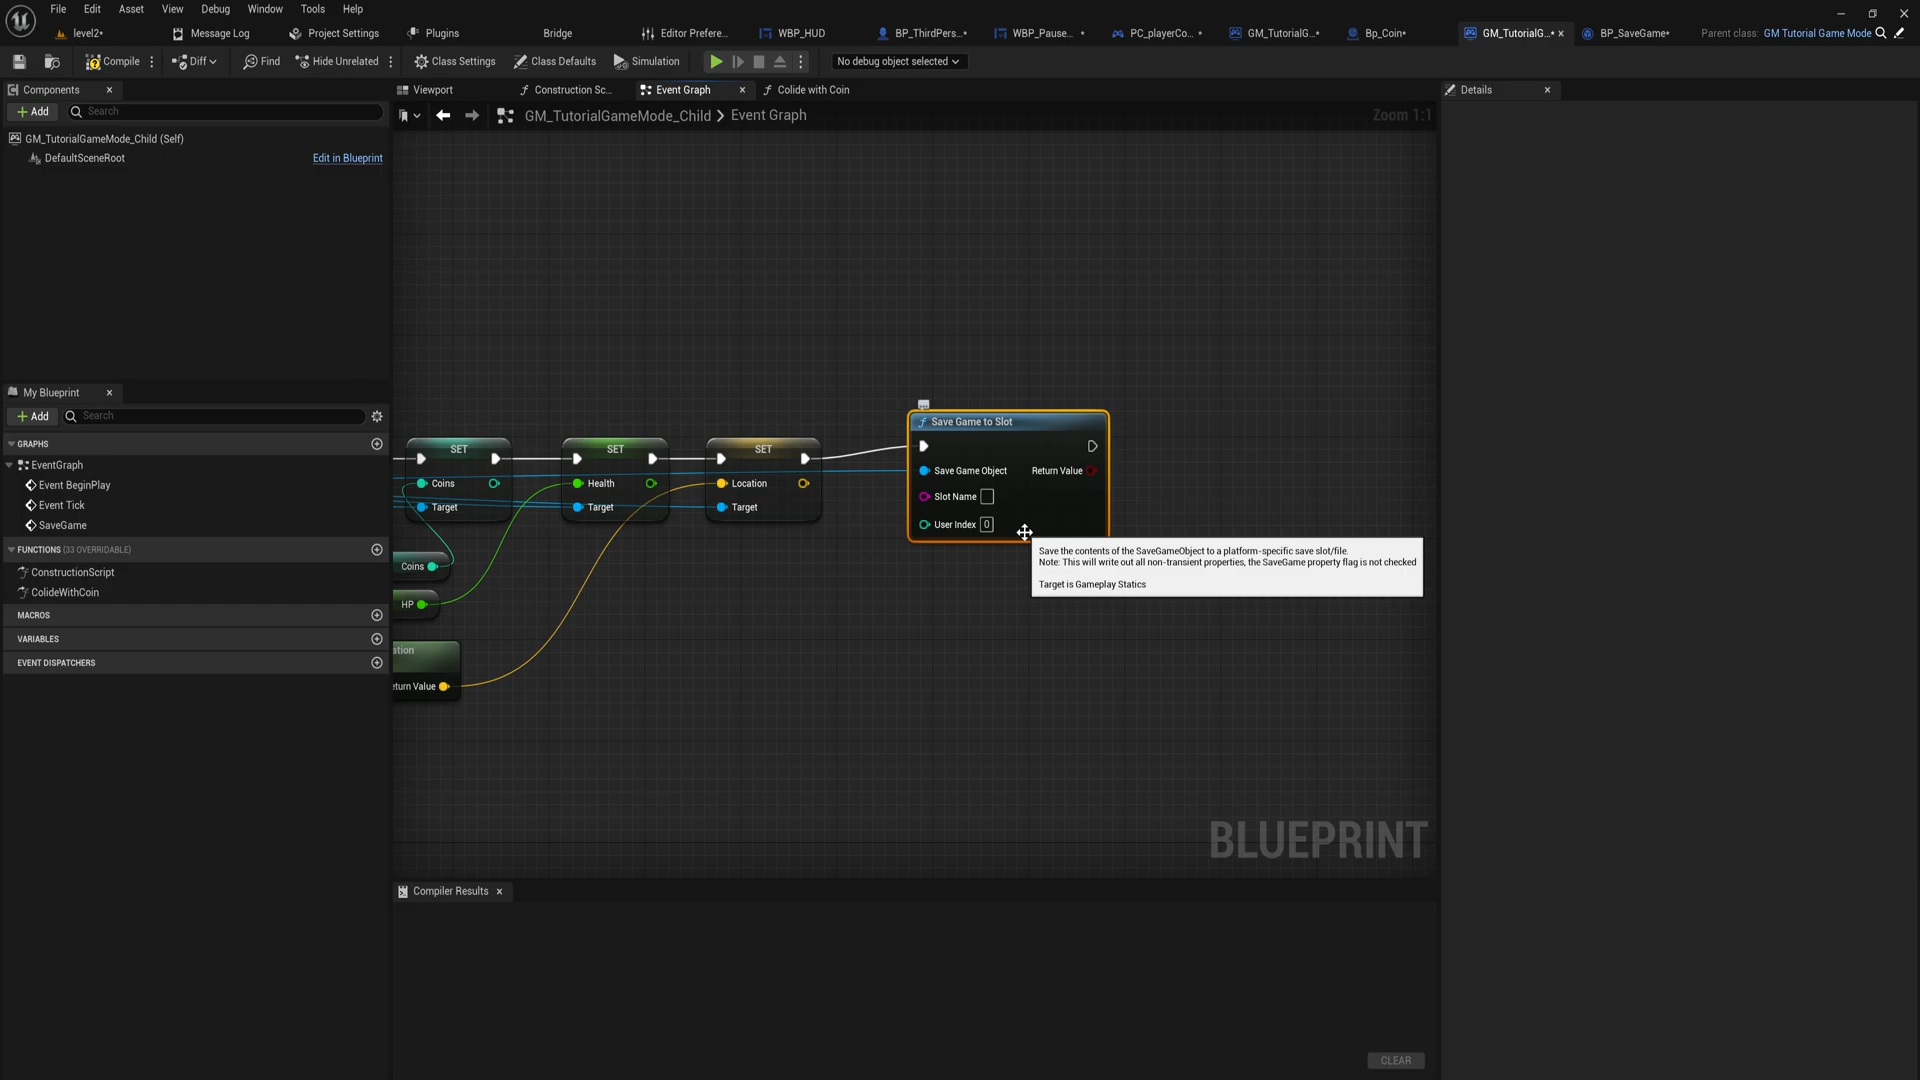 File Edit Asset View Debug Window Tools Help
level2* Message Log Project Settings Plugins Bridge Editor Prefere... WBP_HUD BP_ThirdPers...* WBP_Pause... * PC_playerCo... * GM_TutorialG...* Bp_Coin* GM_TutorialG...* BP_SaveGame* Parent class: GM Tutorial Game Mode
Compile Diff Find Hide Unrelated Class Settings Class Defaults Simulation No debug object selected
Components Viewport Construction Sc... Event Graph Colide with Coin Details
Add Search
GM_TutorialGameMode_Child > Event Graph Zoom 1:1
GM_TutorialGameMode_Child (Self)
DefaultSceneRoot Edit in Blueprint
My Blueprint
Add Search
GRAPHS
EventGraph
Event BeginPlay
Event Tick
SaveGame
FUNCTIONS (33 OVERRIDABLE)
ConstructionScript
ColideWithCoin
MACROS
VARIABLES
EVENT DISPATCHERS
SET
Coins
Target
SET
Health
Target
SET
Location
Target
Save Game to Slot
Save Game Object Return Value
Slot Name
User Index 0
Coins
HP
ation
eturn Value
Save the contents of the SaveGameObject to a platform-specific save slot/file.
Note: This will write out all non-transient properties, the SaveGame property flag is not checked
Target is Gameplay Statics
BLUEPRINT
Compiler Results
CLEAR